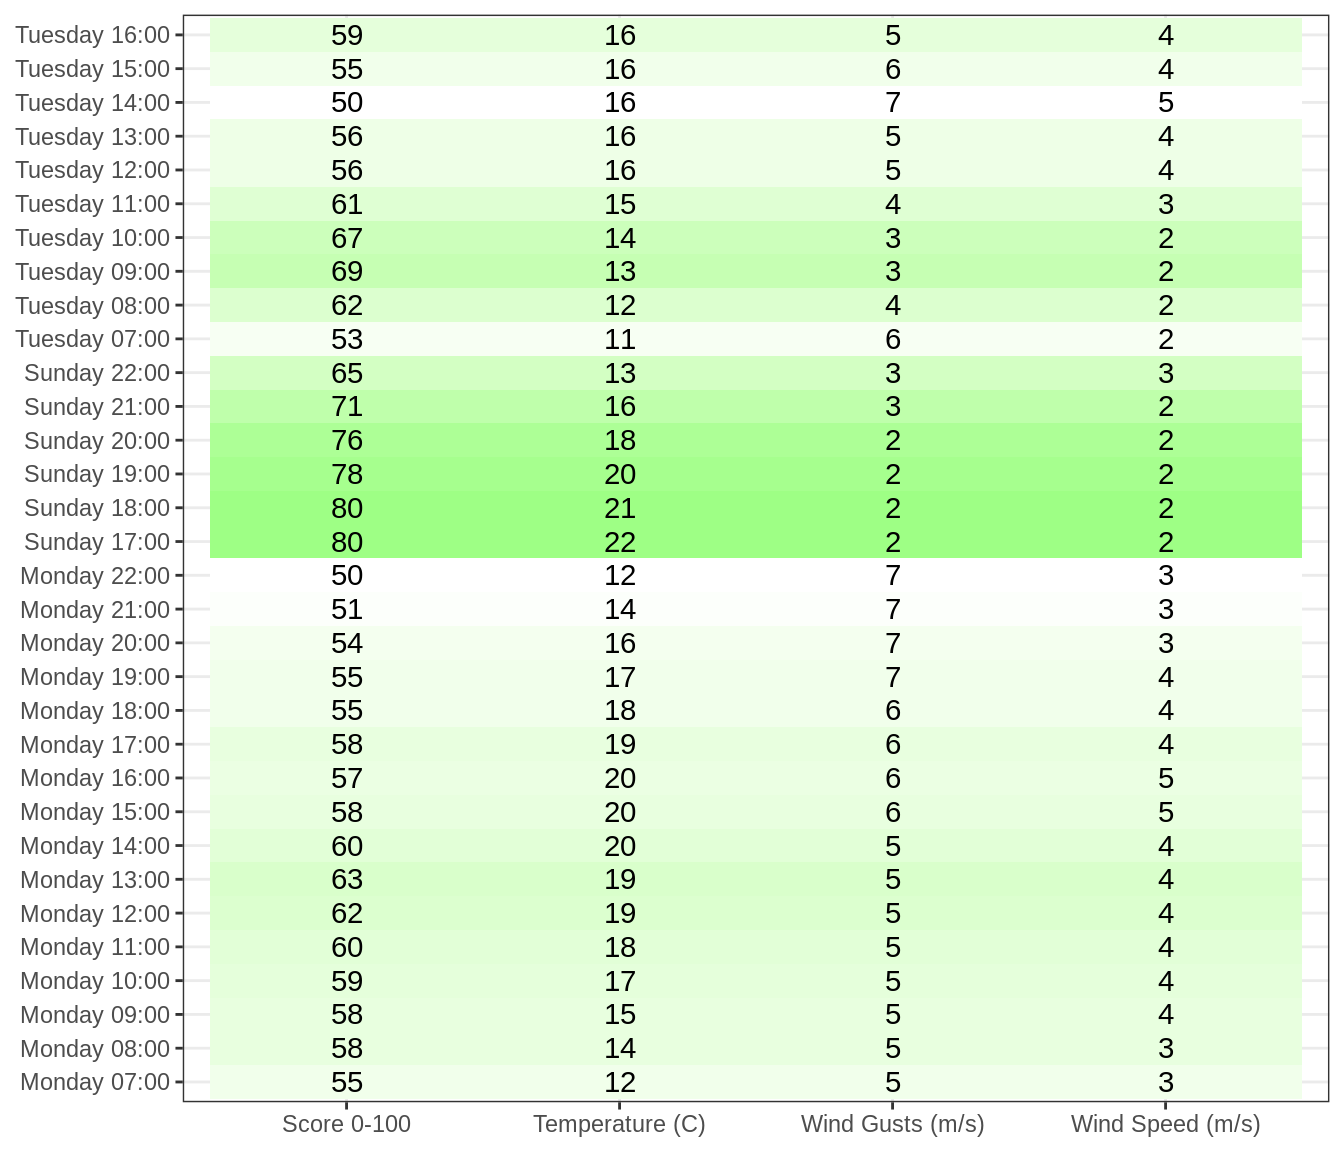 Tuesday 16:00 59 16 5 4
Tuesday 15:00 55 16 6 4
Tuesday 14:00 50 16 7 5
Tuesday 13:00 56 16 5 4
Tuesday 12:00 56 16 5 4
Tuesday 11:00 61 15 4 3
Tuesday 10:00 67 14 3 2
Tuesday 09:00 69 13 3 2
Tuesday 08:00 62 12 4 2
Tuesday 07:00 53 11 6 2
Sunday 22:00 65 13 3 3
Sunday 21:00 71 16 3 2
Sunday 20:00 76 18 2 2
Sunday 19:00 78 20 2 2
Sunday 18:00 80 21 2 2
Sunday 17:00 80 22 2 2
Monday 22:00 50 12 7 3
Monday 21:00 51 14 7 3
Monday 20:00 54 16 7 3
Monday 19:00 55 17 7 4
Monday 18:00 55 18 6 4
Monday 17:00 58 19 6 4
Monday 16:00 57 20 6 5
Monday 15:00 58 20 6 5
Monday 14:00 60 20 5 4
Monday 13:00 63 19 5 4
Monday 12:00 62 19 5 4
Monday 11:00 60 18 5 4
Monday 10:00 59 17 5 4
Monday 09:00 58 15 5 4
Monday 08:00 58 14 5 3
Monday 07:00 55 12 5 3
Score 0-100 Temperature (C) Wind Gusts (m/s) Wind Speed (m/s)